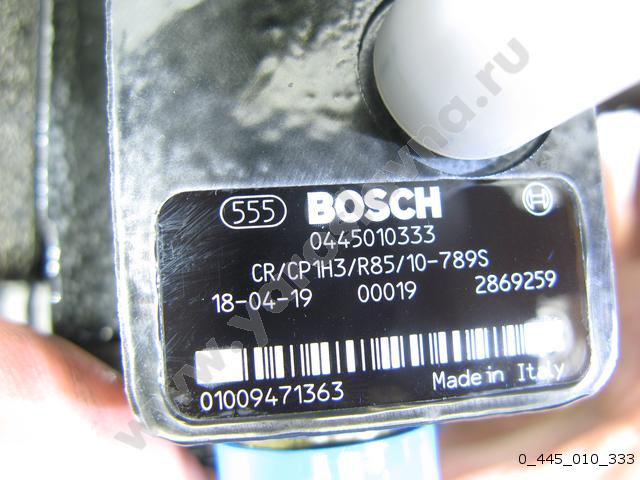 555 BOSCH
0445010333
CR/CP1H3/R85/10-789S
18-04-19 00019 2869259
01009471363 Made in Italy
0_445_010_333